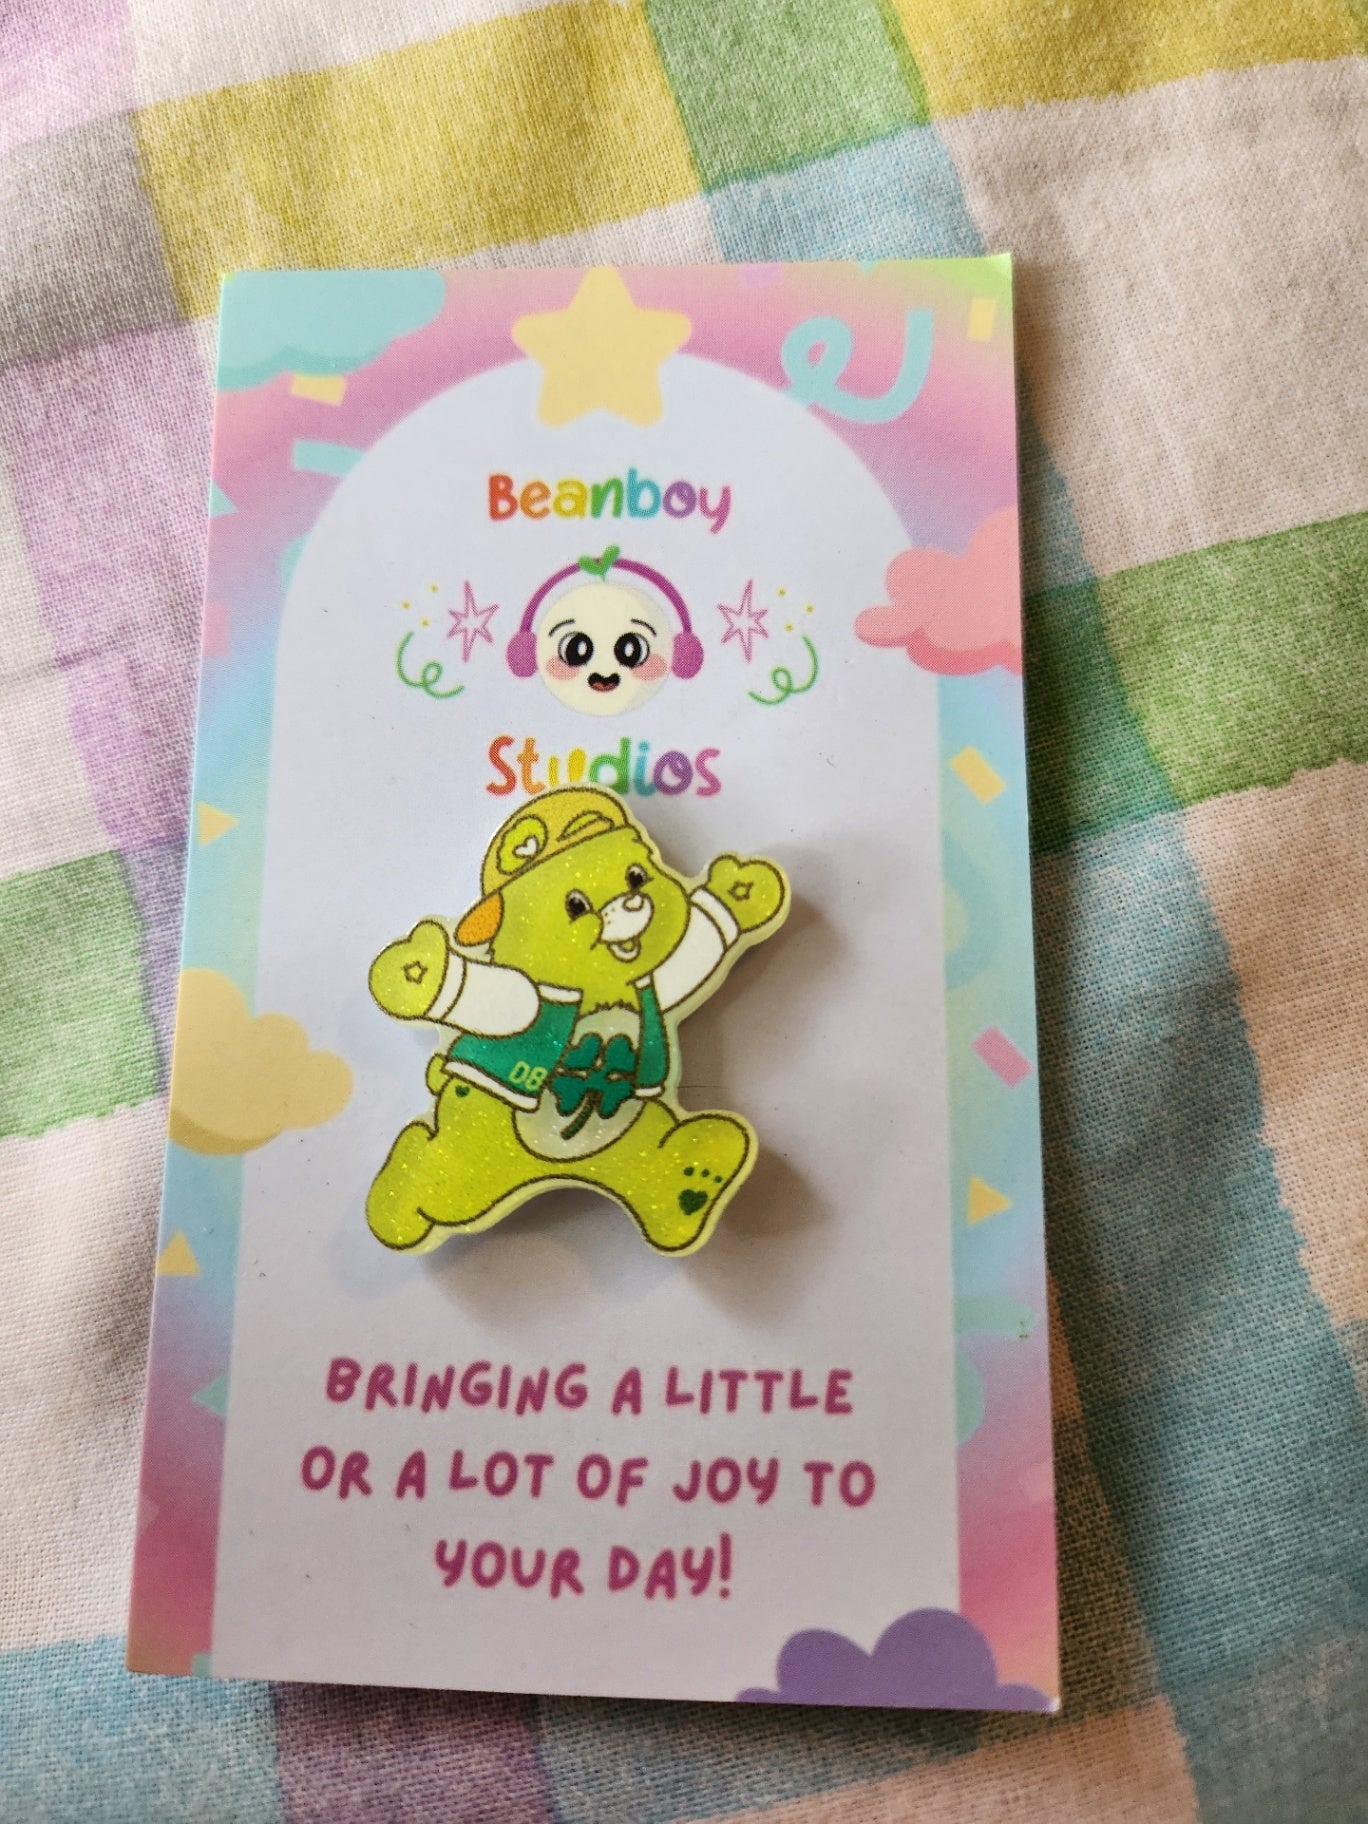 Beanboy
Studios
DB
BRINGING A LITTLE
OR A LOT OF JOY TO
YOUR DAY!